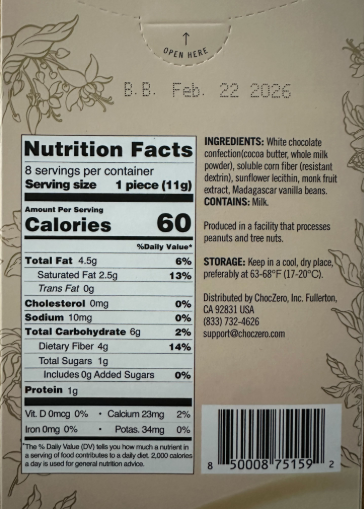 OPEN HERE
B.B. Feb. 22 2026
Nutrition Facts
8 servings per container
Serving size 1 piece (11g)
Amount Per Serving
Calories 60
%Daily Value*
Total Fat 4.5g 6%
Saturated Fat 2.5g 13%
Trans Fat 0g
Cholesterol 0mg 0%
Sodium 10mg 0%
Total Carbohydrate 6g 2%
Dietary Fiber 4g 14%
Total Sugars 1g
Includes 0g Added Sugars 0%
Protein 1g
Vit. D 0mcg 0% • Calcium 23mg 2%
Iron 0mg 0% • Potas. 34mg 0%
*The % Daily Value (DV) tells you how much a nutrient in
a serving of food contributes to a daily diet. 2,000 calories
a day is used for general nutrition advice.
INGREDIENTS: White chocolate
confection(cocoa butter, whole milk
powder), soluble corn fiber (resistant
dextrin), sunflower lecithin, monk fruit
extract, Madagascar vanilla beans.
CONTAINS: Milk.
Produced in a facility that processes
peanuts and tree nuts.
STORAGE: Keep in a cool, dry place,
preferably at 63-68°F (17-20°C).
Distributed by ChocZero, Inc. Fullerton,
CA 92831 USA
(833) 732-4626
support@choczero.com
8 50008 75159 2